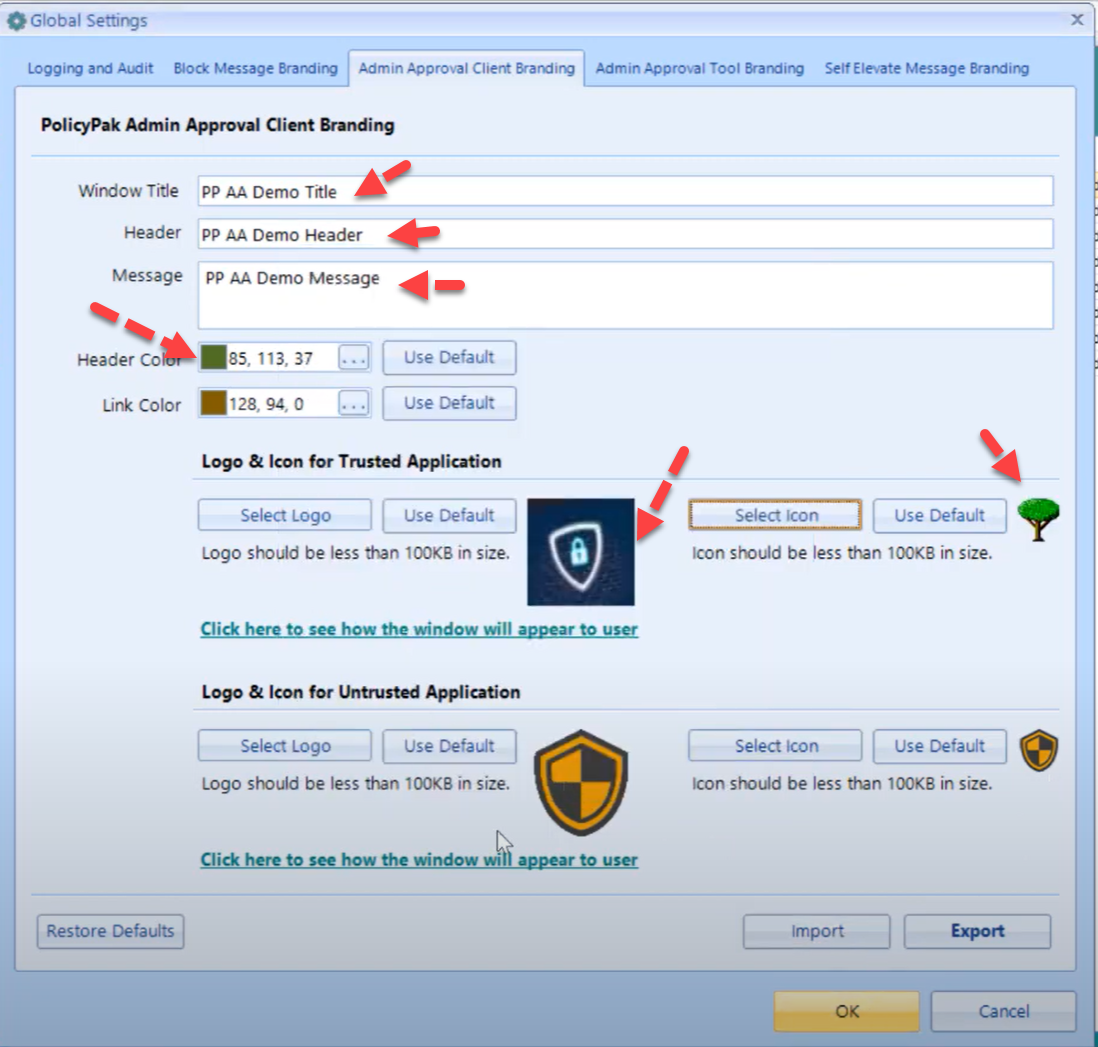 Global Settings
Logging and Audit Block Message Branding Admin Approval Client Branding Admin Approval Tool Branding Self Elevate Message Branding
PolicyPak Admin Approval Client Branding
Window Title PP AA Demo Title
Header PP AA Demo Header
Message PP AA Demo Message
Header Color 85, 113, 37 ... Use Default
Link Color 128, 94, 0 ... Use Default
Logo & Icon for Trusted Application
Select Logo Use Default Select Icon Use Default
Logo should be less than 100KB in size. Icon should be less than 100KB in size.
Click here to see how the window will appear to user
Logo & Icon for Untrusted Application
Select Logo Use Default Select Icon Use Default
Logo should be less than 100KB in size. Icon should be less than 100KB in size.
Click here to see how the window will appear to user
Restore Defaults Import Export
OK Cancel